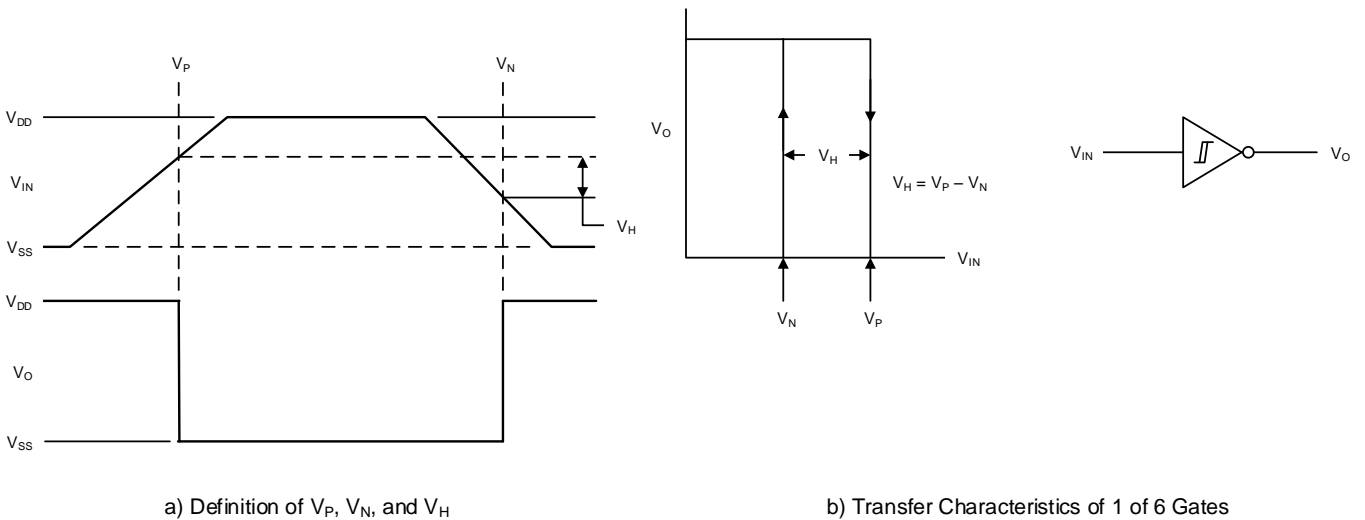 V_P
V_N
V_DD
V_IN
V_SS
V_H
V_DD
V_O
V_SS
a) Definition of V_P, V_N, and V_H
V_O
V_H
V_H = V_P – V_N
V_IN
V_N
V_P
V_IN
V_O
b) Transfer Characteristics of 1 of 6 Gates